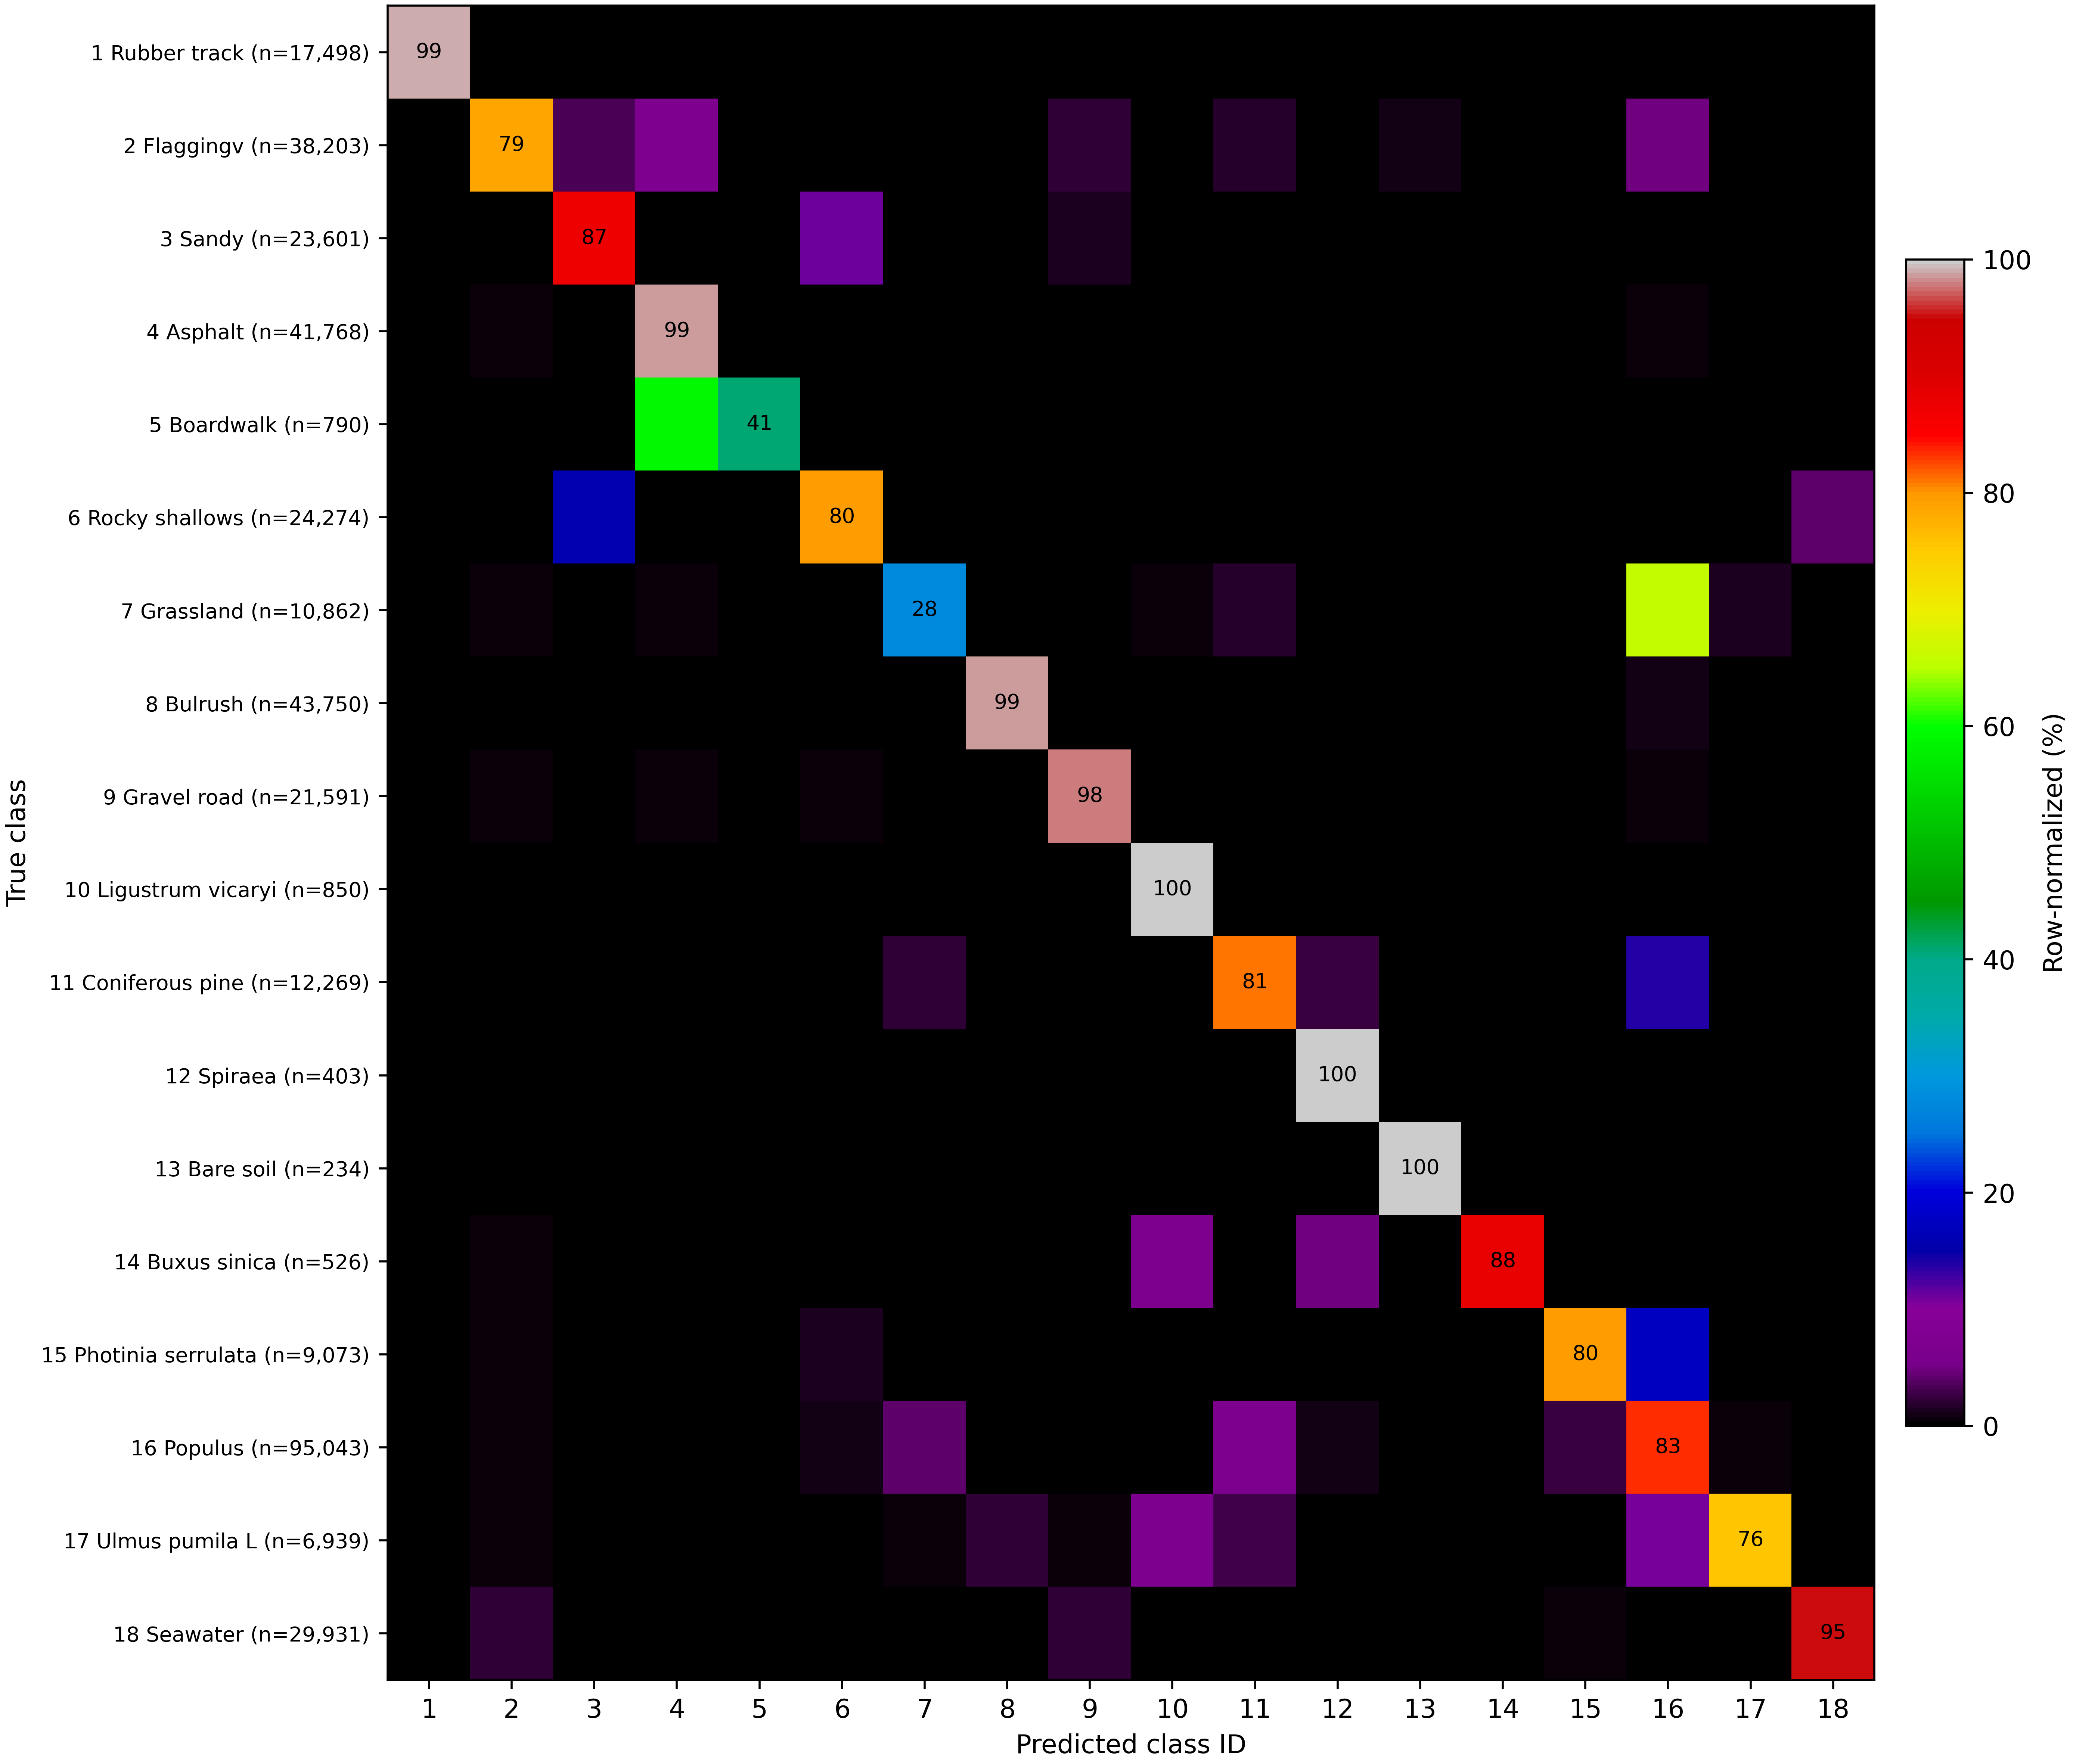 1 Rubber track (n=17,498)
99
2 Flaggingv (n=38,203)
79
3 Sandy (n=23,601)
87
100
4 Asphalt (n=41,768)
99
5 Boardwalk (n=790)
41
80
6 Rocky shallows (n=24,274)
80
7 Grassland (n=10,862)
28
8 Bulrush (n=43,750)
99
60
9 Gravel road (n=21,591)
98
True class
Row-normalized (%)
10 Ligustrum vicaryi (n=850)
100
40
11 Coniferous pine (n=12,269)
81
12 Spiraea (n=403)
100
13 Bare soil (n=234)
100
20
14 Buxus sinica (n=526)
88
15 Photinia serrulata (n=9,073)
80
0
16 Populus (n=95,043)
83
17 Ulmus pumila L (n=6,939)
76
18 Seawater (n=29,931)
95
1 2 3 4 5 6 7 8 9 10 11 12 13 14 15 16 17 18
Predicted class ID